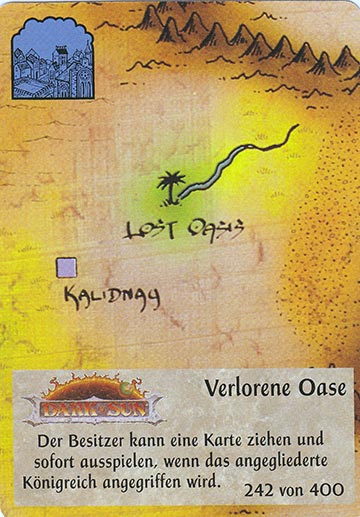 Lost Oasis
Kalidnay
Dark Sun
Verlorene Oase
Der Besitzer kann eine Karte ziehen und
sofort ausspielen, wenn das angegliederte
Königreich angegriffen wird.
242 von 400